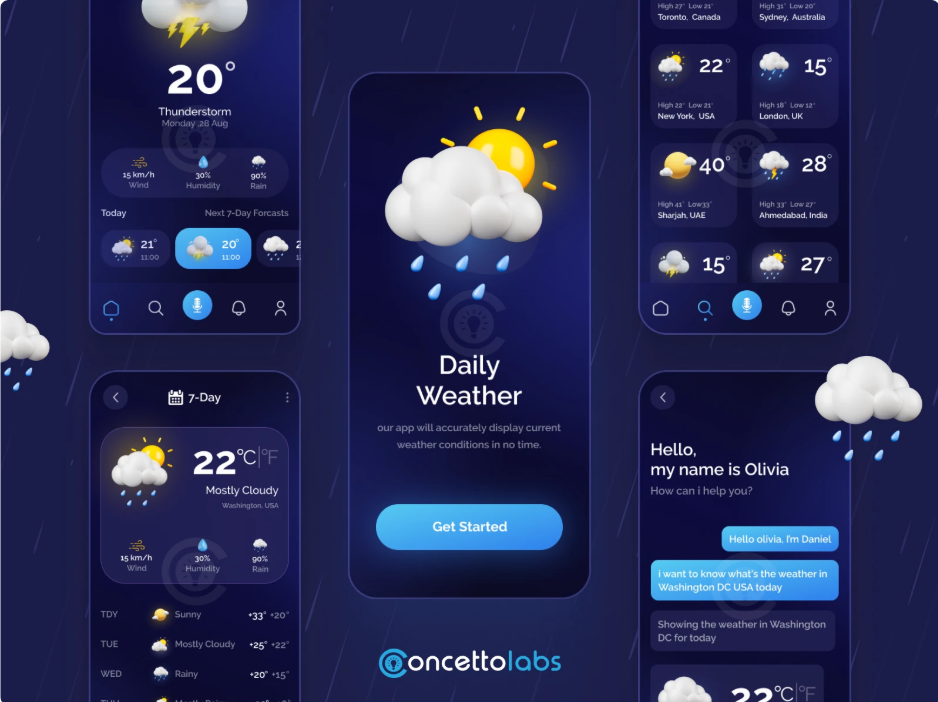 20°
Thunderstorm
Monday ,28 Aug
15 km/h 30% 90%
Wind Humidity Rain
Today Next 7-Day Forcasts
21° 20°
11:00 11:00
7-Day
22°C|°F
Mostly Cloudy
Washington, USA
15 km/h 30% 90%
Wind Humidity Rain
TDY Sunny +33° +20°
TUE Mostly Cloudy +25° +22°
WED Rainy +20° +15°
Daily
Weather
our app will accurately display current
weather conditions in no time.
Get Started
Concettolabs
High 27° Low 21° High 31° Low 20°
Toronto, Canada Sydney, Australia
22° 15°
High 22° Low 21° High 18° Low 12°
New York, USA London, UK
40° 28°
High 41° Low33° High 33° Low 27°
Sharjah, UAE Ahmedabad, India
15° 27°
Hello,
my name is Olivia
How can i help you?
Hello olivia, I'm Daniel
i want to know what's the weather in
Washington DC USA today
Showing the weather in Washington
DC for today
22°C|°F